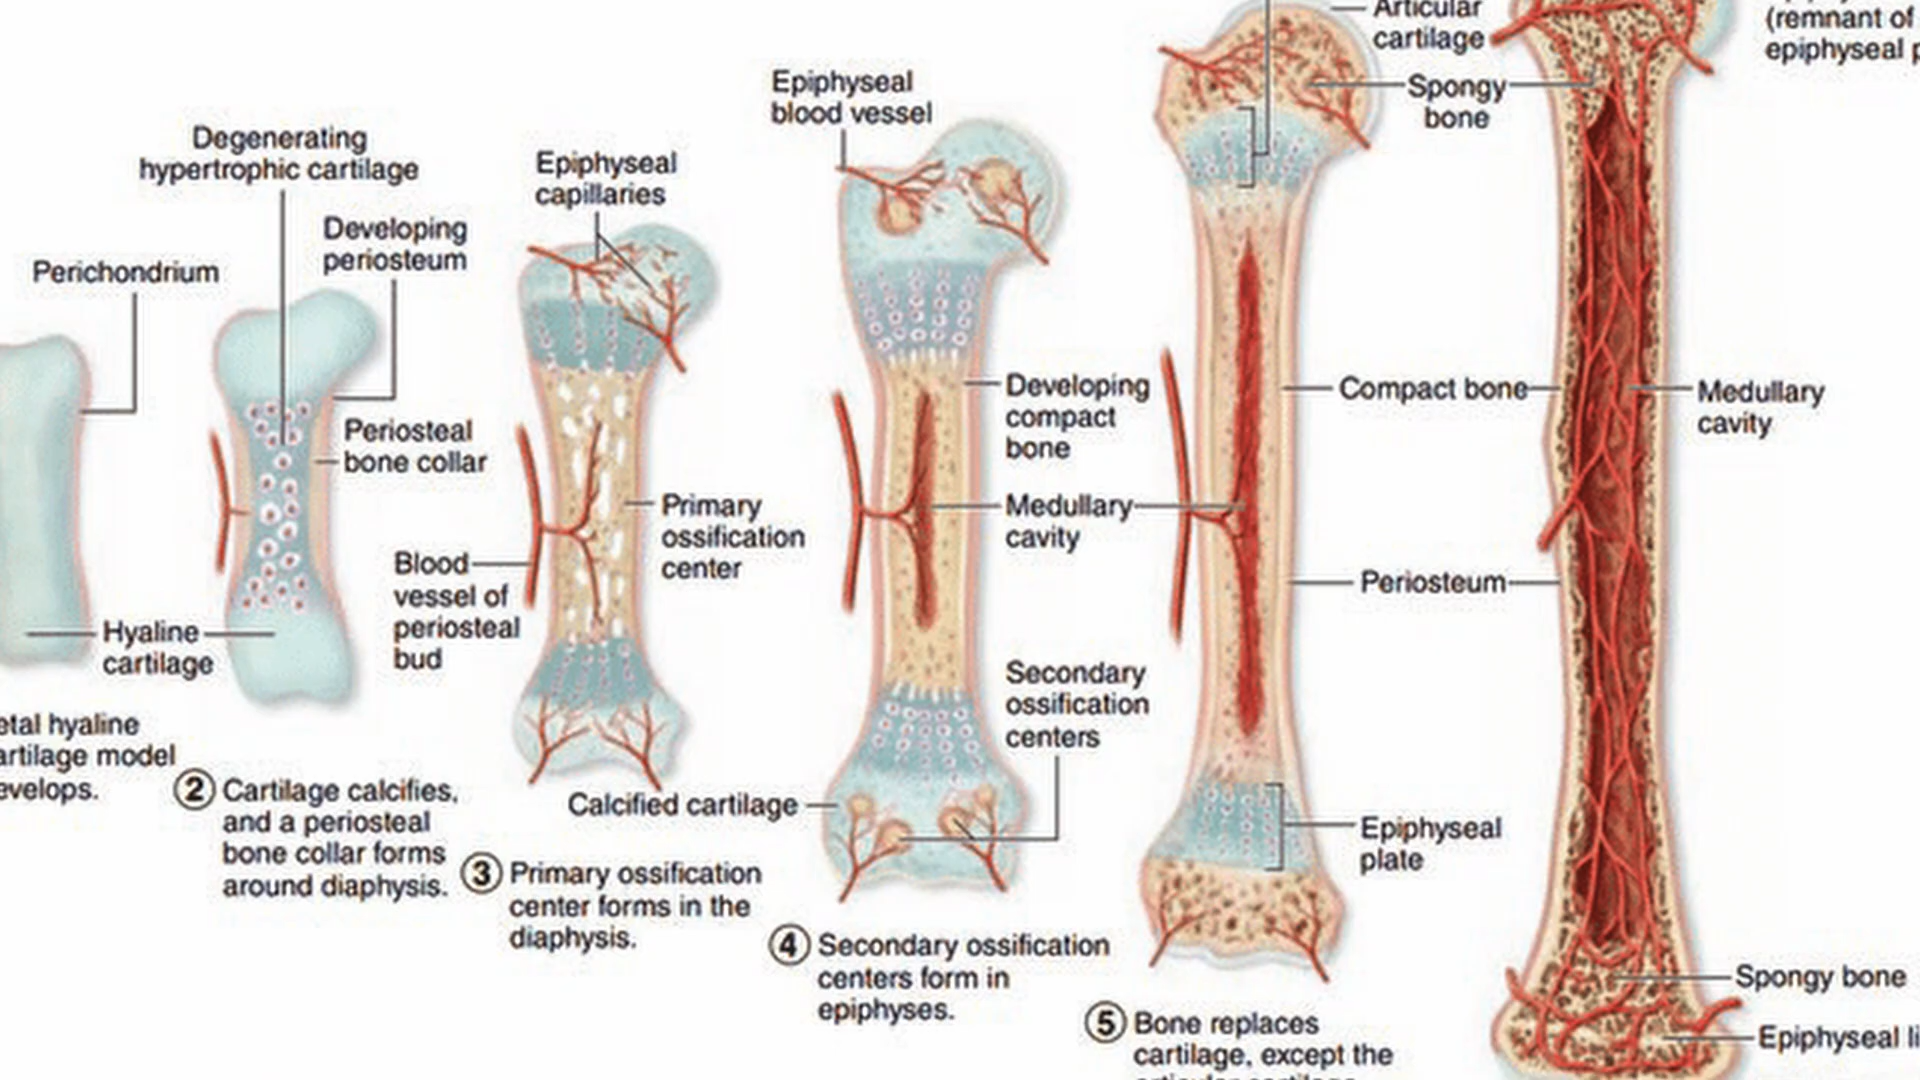 Articular
cartilage
(remnant of
epiphyseal
Spongy
bone
Epiphyseal
blood vessel
Degenerating
hypertrophic cartilage
Epiphyseal
capillaries
Developing
periosteum
Perichondrium
Developing
compact
bone
Compact bone
Medullary
cavity
Periosteal
bone collar
Primary
ossification
center
Medullary
cavity
Blood
vessel of
periosteal
bud
Periosteum
Hyaline
cartilage
Secondary
ossification
centers
etal hyaline
artilage model
evelops.
2 Cartilage calcifies,
and a periosteal
bone collar forms
around diaphysis.
Calcified cartilage
Epiphyseal
plate
3 Primary ossification
center forms in the
diaphysis.
4 Secondary ossification
centers form in
epiphyses.
Spongy bone
Epiphyseal li
5 Bone replaces
cartilage, except the
articular cartilage